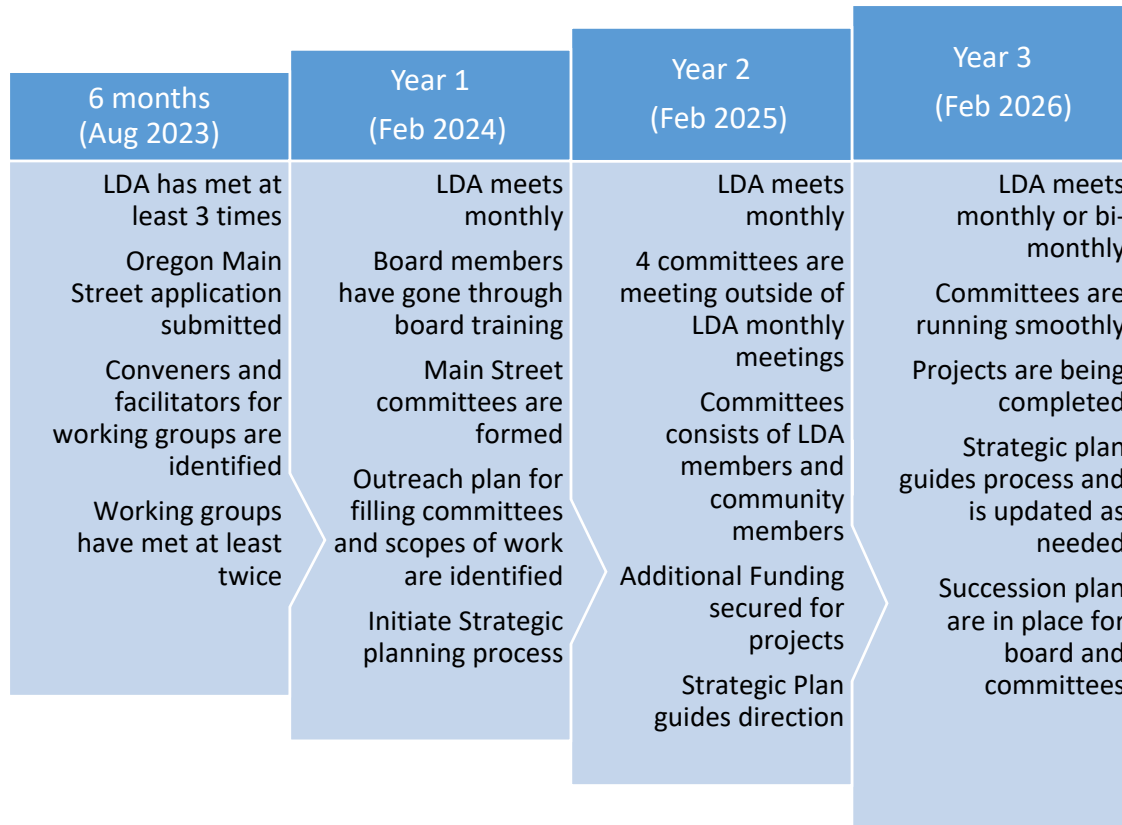 6 months
(Aug 2023)
LDA has met at
least 3 times
Oregon Main
Street application
submitted
Conveners and
facilitators for
working groups are
identified
Working groups
have met at least
twice
Year 1
(Feb 2024)
LDA meets
monthly
Board members
have gone through
board training
Main Street
committees are
formed
Outreach plan for
filling committees
and scopes of work
are identified
Initiate Strategic
planning process
Year 2
(Feb 2025)
LDA meets
monthly
4 committees are
meeting outside of
LDA monthly
meetings
Committees
consists of LDA
members and
community
members
Additional Funding
secured for
projects
Strategic Plan
guides direction
Year 3
(Feb 2026)
LDA meets
monthly or bi-
monthly
Committees are
running smoothly
Projects are being
completed
Strategic plan
guides process and
is updated as
needed
Succession plan
are in place for
board and
committees